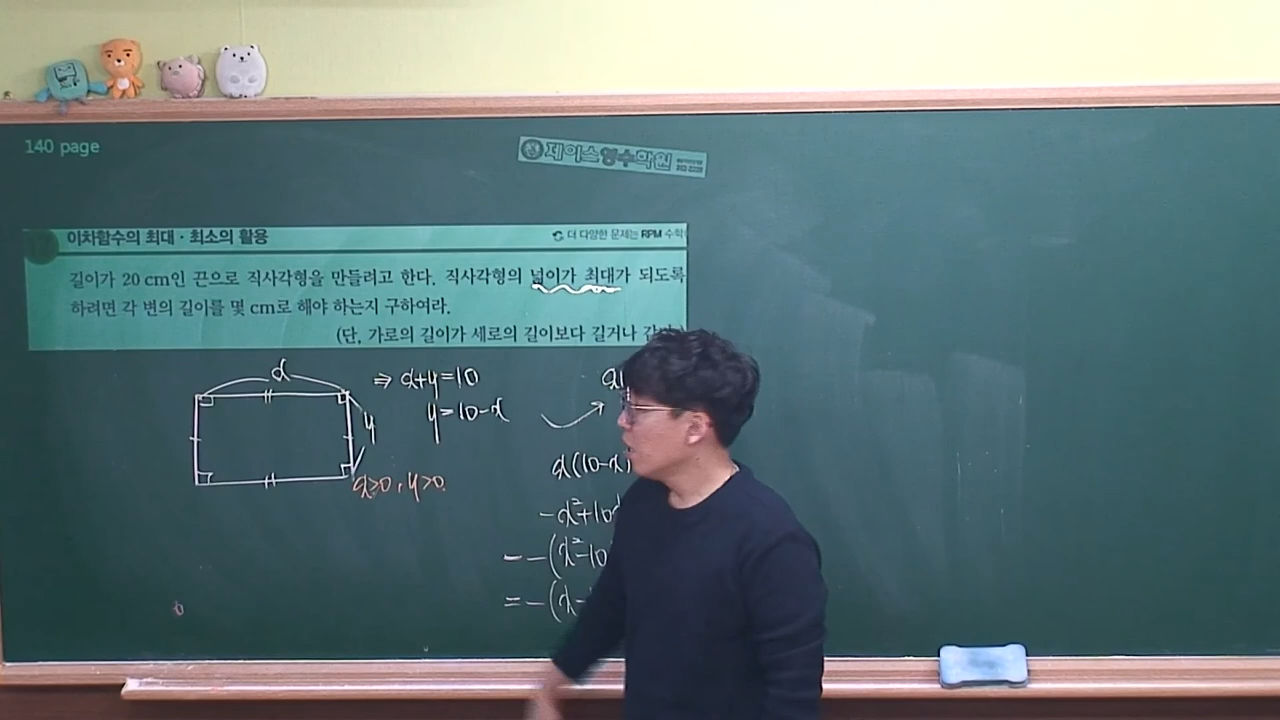 140 page
제이스영수학원
이차함수의 최대 · 최소의 활용
더 다양한 문제는 RPM 수학
길이가 20 cm인 끈으로 직사각형을 만들려고 한다. 직사각형의 넓이가 최대가 되도록
하려면 각 변의 길이를 몇 cm로 해야 하는지 구하여라.
(단, 가로의 길이가 세로의 길이보다 길거나
x
⇒ x+y=10
y=10-x
y
x>0, y>0
x(10-x)
-x²+10
= -(x²-10
= -(x-